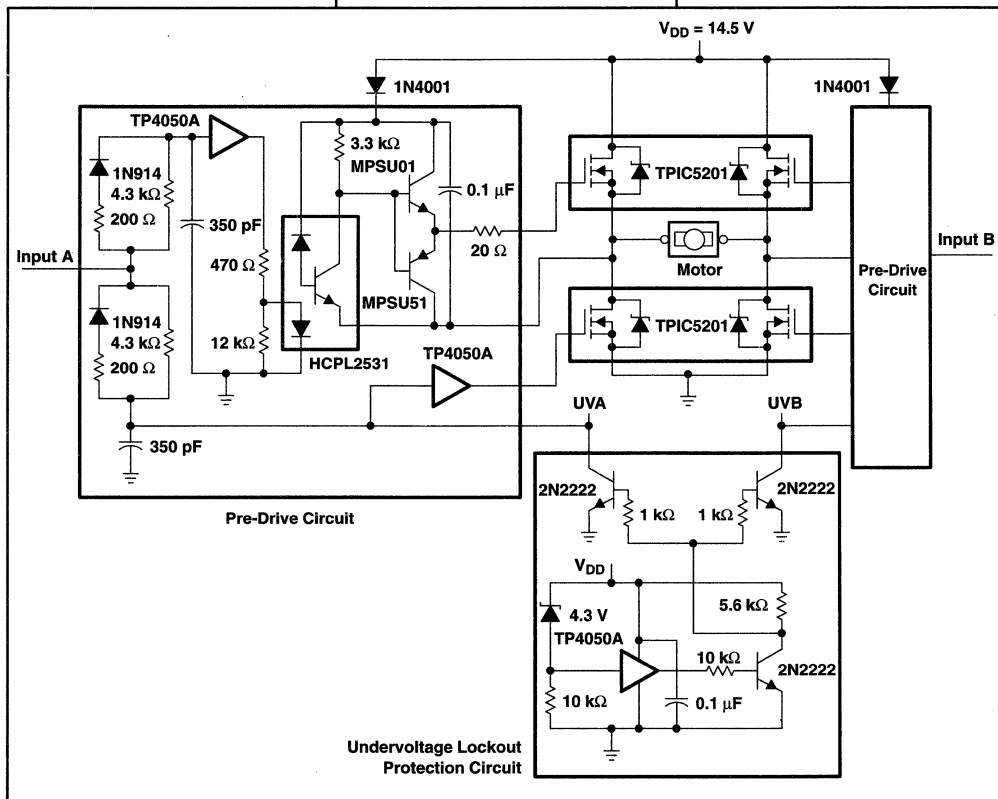 V_DD = 14.5 V
1N4001
1N4001
TP4050A
3.3 kΩ
MPSU01
1N914
4.3 kΩ
200 Ω
350 pF
0.1 µF
TPIC5201
Input A
470 Ω
20 Ω
Motor
Input B
Pre-Drive
Circuit
MPSU51
1N914
4.3 kΩ
200 Ω
12 kΩ
HCPL2531
TP4050A
TPIC5201
350 pF
UVA
UVB
Pre-Drive Circuit
2N2222
1 kΩ
1 kΩ
2N2222
V_DD
4.3 V
5.6 kΩ
TP4050A
10 kΩ
2N2222
10 kΩ
0.1 µF
Undervoltage Lockout
Protection Circuit